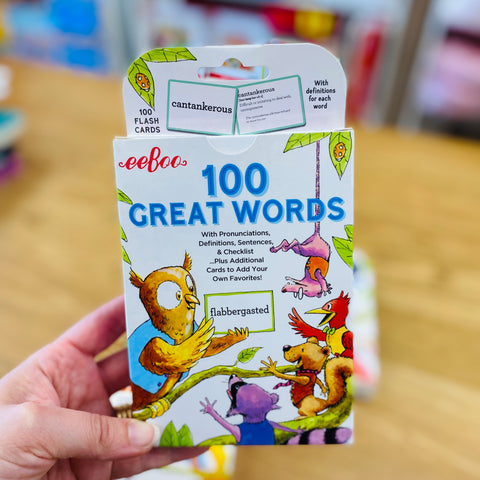 100
FLASH
CARDS
cantankerous
cantankerous
With
definitions
for each
word
eeboo
100
GREAT WORDS
With Pronunciations,
Definitions, Sentences,
& Checklist
...Plus Additional
Cards to Add Your
Own Favorites!
flabbergasted